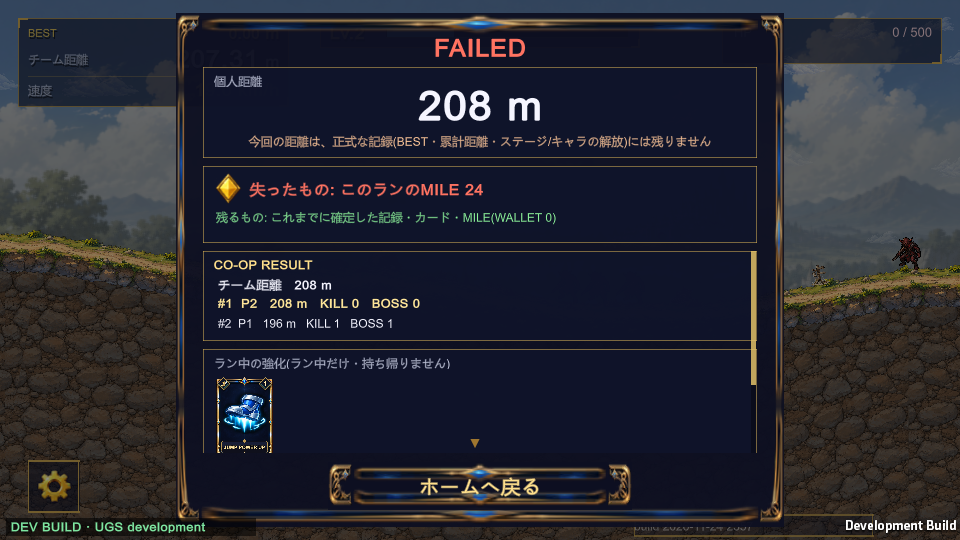 BEST
チーム距離
速度
0 / 500
FAILED
個人距離
208 m
今回の距離は、正式な記録(BEST・累計距離・ステージ/キャラの解放)には残りません
失ったもの: このランのMILE 24
残るもの: これまでに確定した記録・カード・MILE(WALLET 0)
CO-OP RESULT
チーム距離 208 m
#1 P2 208 m KILL 0 BOSS 0
#2 P1 196 m KILL 1 BOSS 1
ラン中の強化(ラン中だけ・持ち帰りません)
JUMP POWER UP
ホームへ戻る
DEV BUILD · UGS development
Development Build